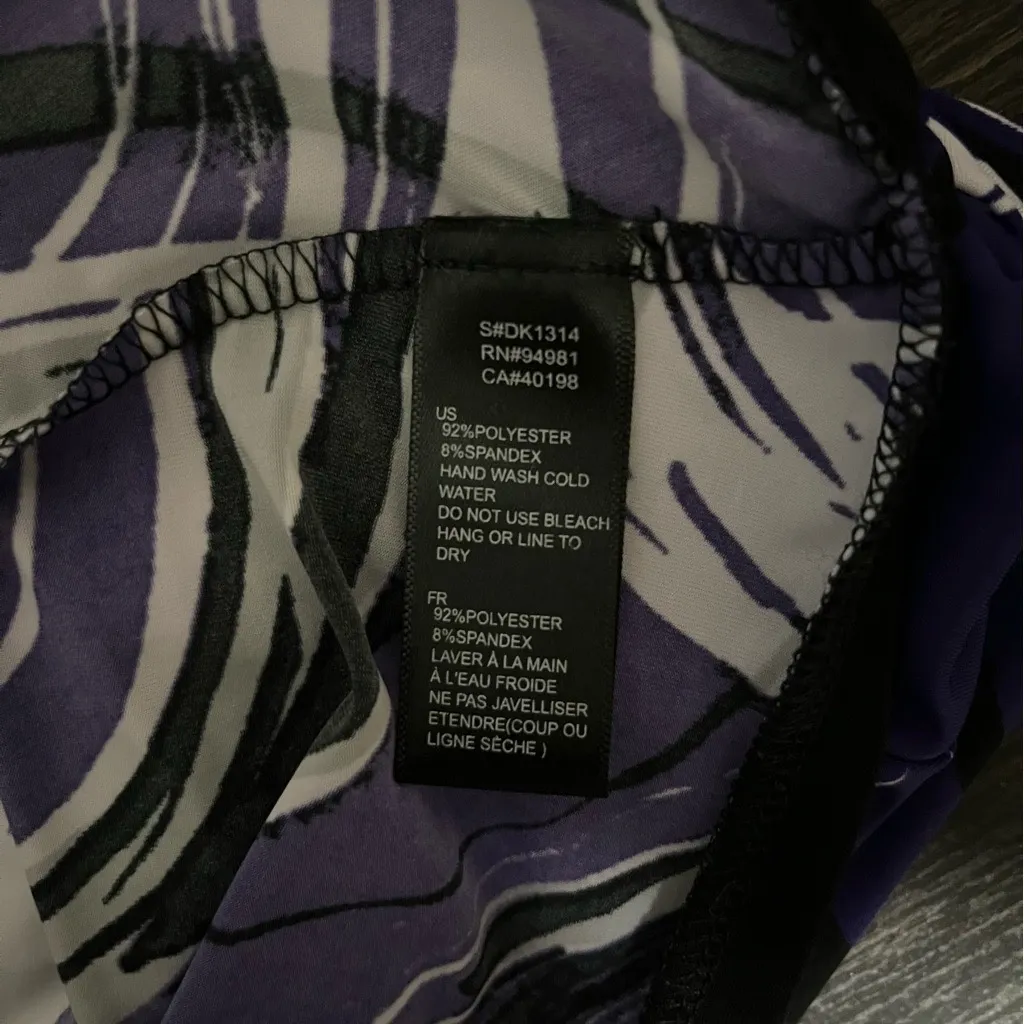 S#DK1314
RN#94981
CA#40198
US
92%POLYESTER
8%SPANDEX
HAND WASH COLD
WATER
DO NOT USE BLEACH
HANG OR LINE TO
DRY
FR
92%POLYESTER
8%SPANDEX
LAVER À LA MAIN
À L'EAU FROIDE
NE PAS JAVELLISER
ETENDRE(COUP OU
LIGNE SÈCHE )